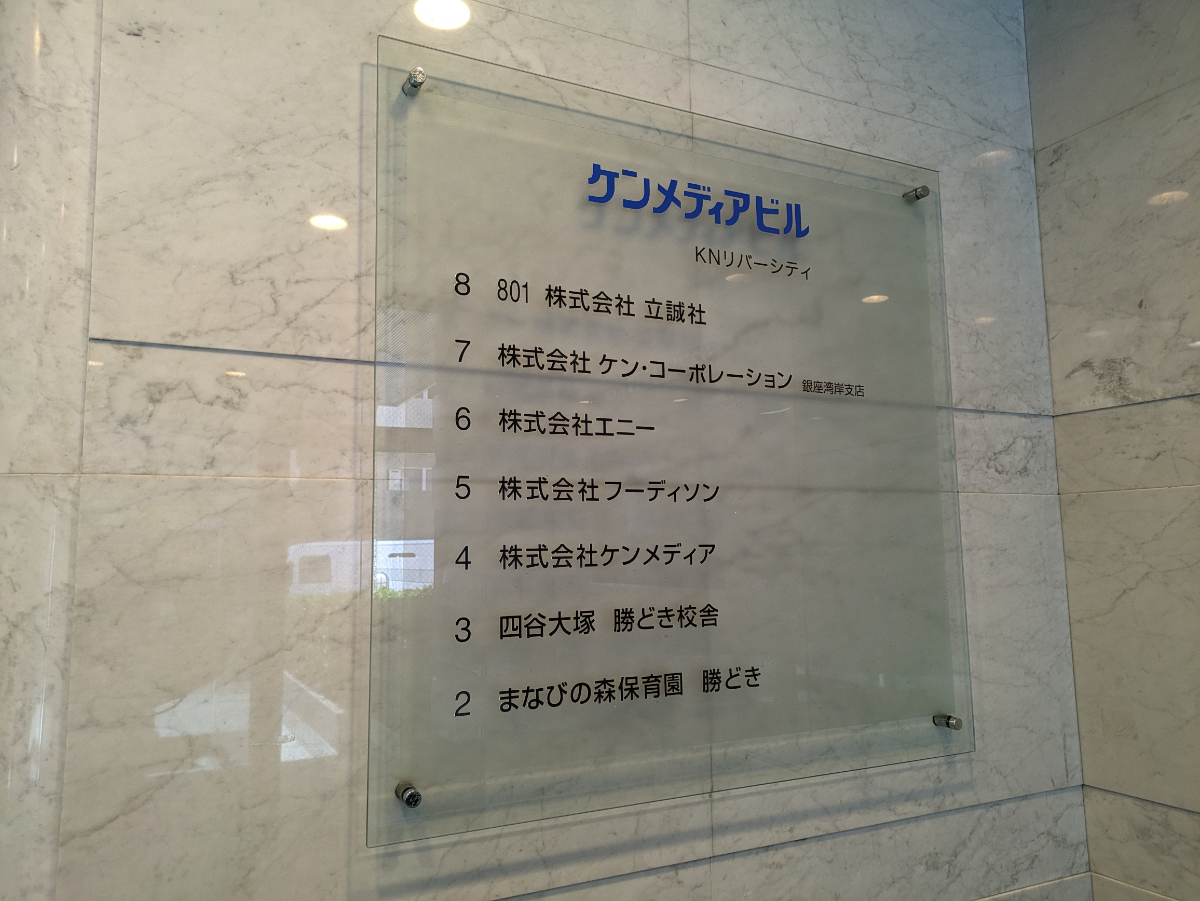 ケンメディアビル
KNリバーシティ
8 801 株式会社 立誠社
7 株式会社 ケン・コーポレーション 銀座湾岸支店
6 株式会社エニー
5 株式会社フーディソン
4 株式会社ケンメディア
3 四谷大塚 勝どき校舎
2 まなびの森保育園 勝どき